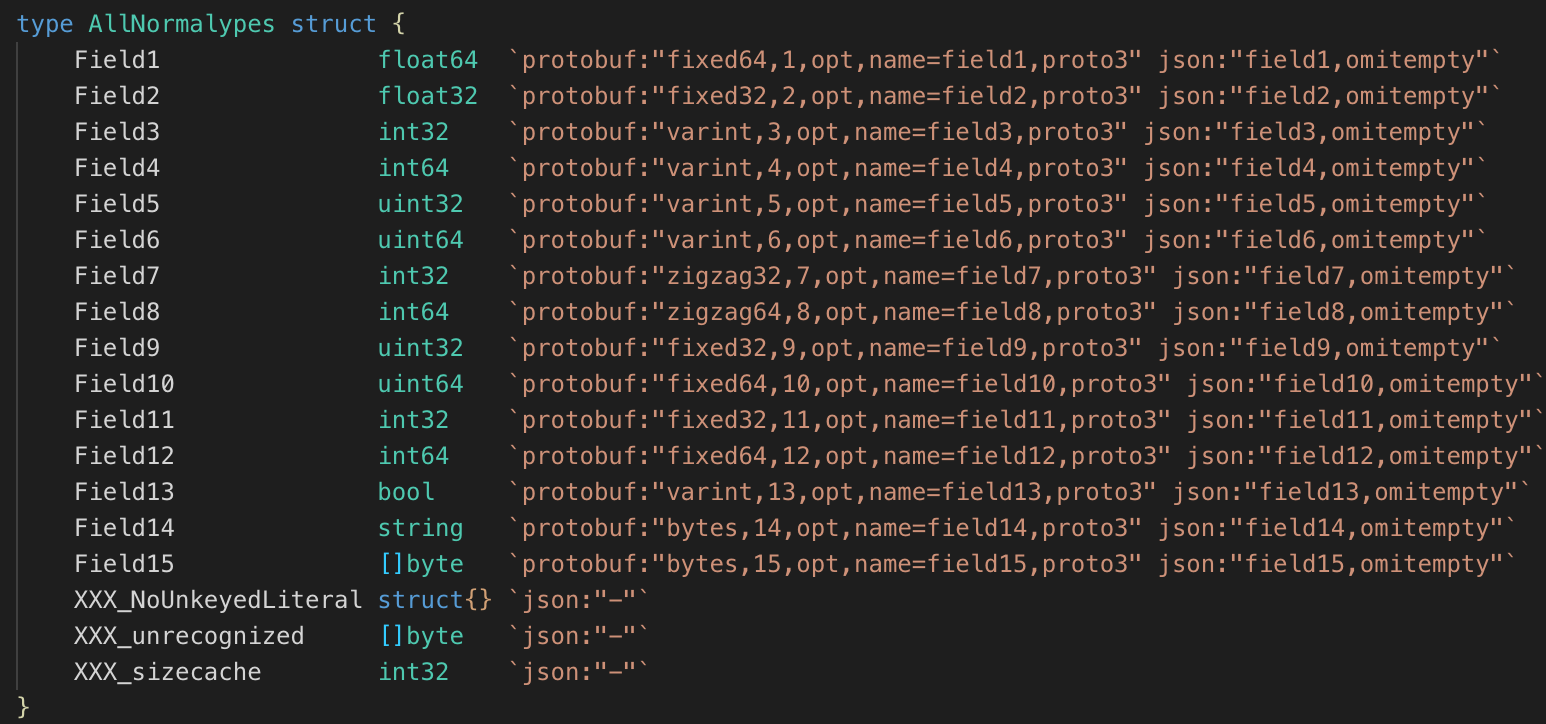 type AllNormalypes struct {
Field1 float64 `protobuf:"fixed64,1,opt,name=field1,proto3" json:"field1,omitempty"`
Field2 float32 `protobuf:"fixed32,2,opt,name=field2,proto3" json:"field2,omitempty"`
Field3 int32 `protobuf:"varint,3,opt,name=field3,proto3" json:"field3,omitempty"`
Field4 int64 `protobuf:"varint,4,opt,name=field4,proto3" json:"field4,omitempty"`
Field5 uint32 `protobuf:"varint,5,opt,name=field5,proto3" json:"field5,omitempty"`
Field6 uint64 `protobuf:"varint,6,opt,name=field6,proto3" json:"field6,omitempty"`
Field7 int32 `protobuf:"zigzag32,7,opt,name=field7,proto3" json:"field7,omitempty"`
Field8 int64 `protobuf:"zigzag64,8,opt,name=field8,proto3" json:"field8,omitempty"`
Field9 uint32 `protobuf:"fixed32,9,opt,name=field9,proto3" json:"field9,omitempty"`
Field10 uint64 `protobuf:"fixed64,10,opt,name=field10,proto3" json:"field10,omitempty"`
Field11 int32 `protobuf:"fixed32,11,opt,name=field11,proto3" json:"field11,omitempty"`
Field12 int64 `protobuf:"fixed64,12,opt,name=field12,proto3" json:"field12,omitempty"`
Field13 bool `protobuf:"varint,13,opt,name=field13,proto3" json:"field13,omitempty"`
Field14 string `protobuf:"bytes,14,opt,name=field14,proto3" json:"field14,omitempty"`
Field15 []byte `protobuf:"bytes,15,opt,name=field15,proto3" json:"field15,omitempty"`
XXX_NoUnkeyedLiteral struct{} `json:"-"`
XXX_unrecognized []byte `json:"-"`
XXX_sizecache int32 `json:"-"`
}